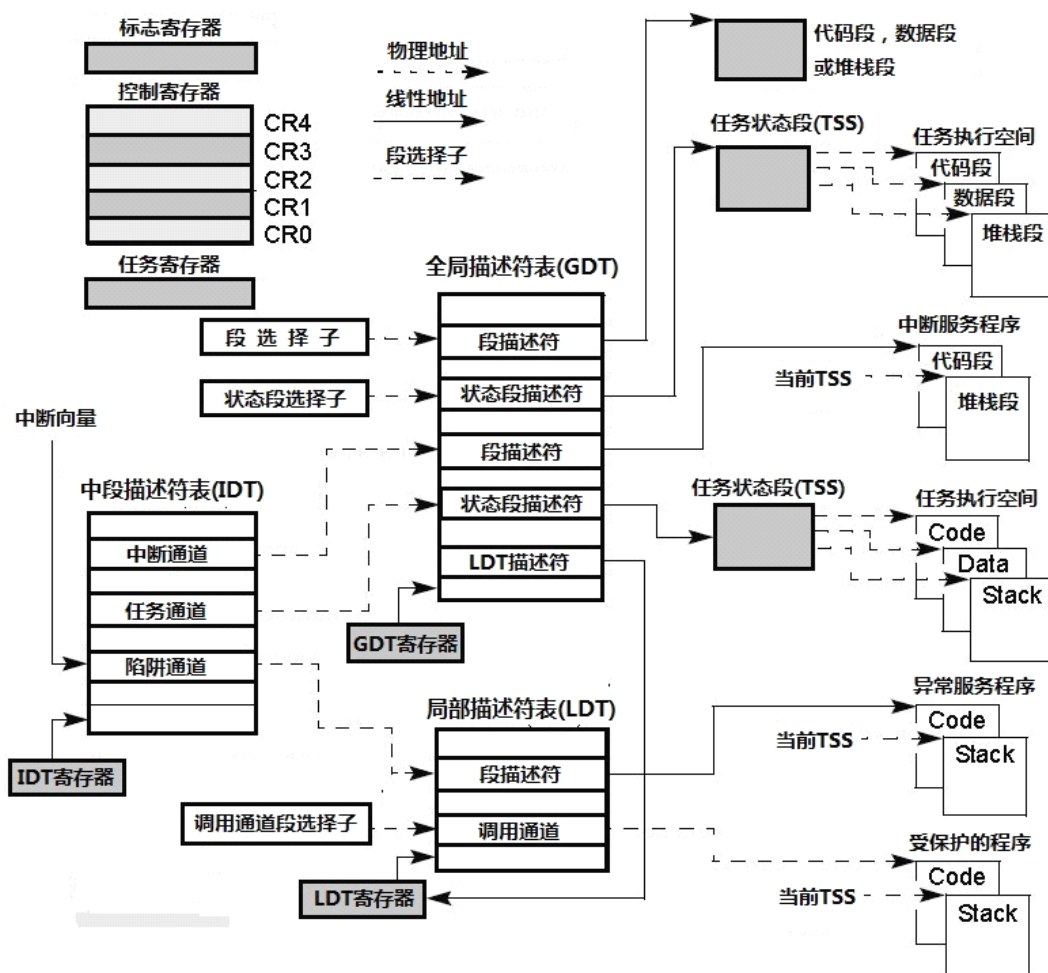 标志寄存器
控制寄存器
CR4
CR3
CR2
CR1
CR0
任务寄存器
物理地址
线性地址
段选择子
代码段，数据段
或堆栈段
任务状态段(TSS)
任务执行空间
代码段
数据段
堆栈段
全局描述符表(GDT)
段选择子
段描述符
状态段选择子
状态段描述符
段描述符
状态段描述符
LDT描述符
GDT寄存器
中断服务程序
代码段
当前TSS
堆栈段
中断向量
中段描述符表(IDT)
中断通道
任务通道
陷阱通道
IDT寄存器
任务状态段(TSS)
任务执行空间
Code
Data
Stack
局部描述符表(LDT)
段描述符
调用通道段选择子
调用通道
LDT寄存器
异常服务程序
Code
当前TSS
Stack
受保护的程序
Code
当前TSS
Stack